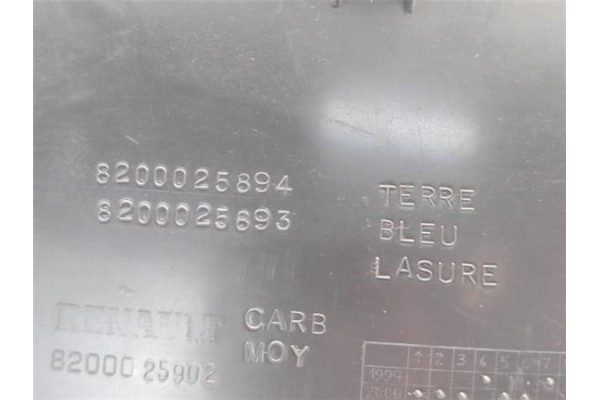 8200025894
8200025893
TERRE
BLEU
LASURE
RENAULT
8200025902
CARB
MOY
1 2 3 4 5 6 7
1999
2000